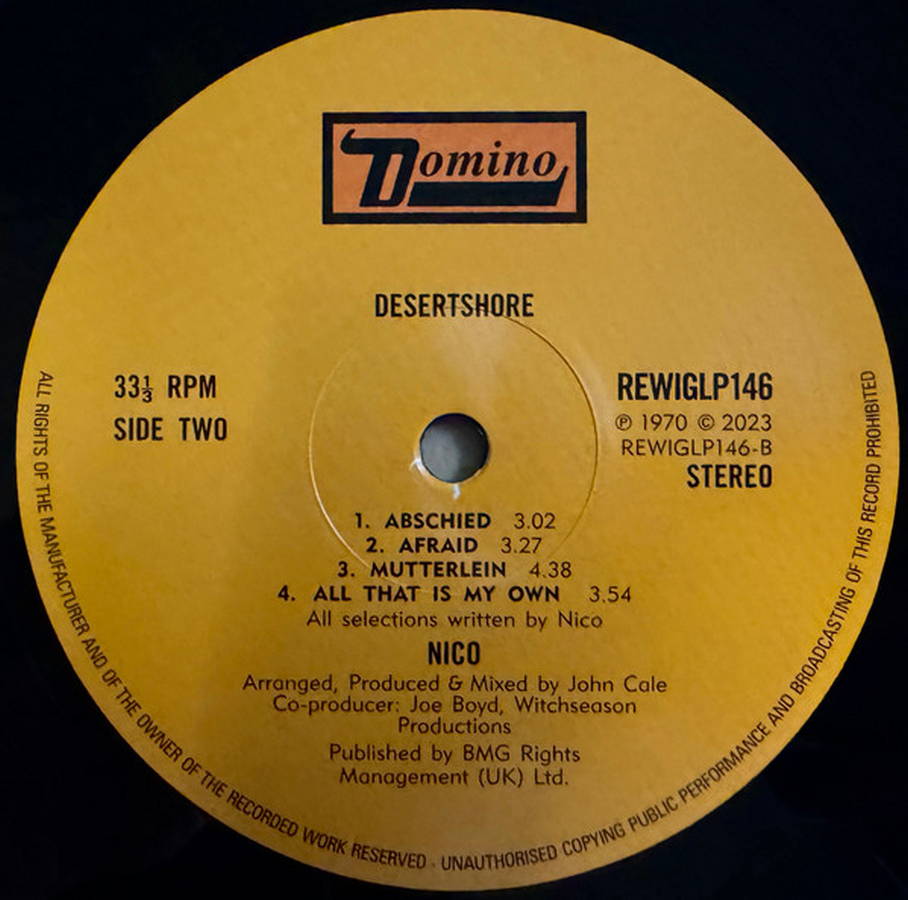 Domino
DESERTSHORE
33⅓ RPM
SIDE TWO
REWIGLP146
℗ 1970 © 2023
REWIGLP146-B
STEREO
1. ABSCHIED 3.02
2. AFRAID 3.27
3. MUTTERLEIN 4.38
4. ALL THAT IS MY OWN 3.54
All selections written by Nico
NICO
Arranged, Produced & Mixed by John Cale
Co-producer: Joe Boyd, Witchseason
Productions
Published by BMG Rights
Management (UK) Ltd.
ALL RIGHTS OF THE MANUFACTURER AND OF THE OWNER OF THE RECORDED WORK RESERVED · UNAUTHORISED COPYING PUBLIC PERFORMANCE AND BROADCASTING OF THIS RECORD PROHIBITED